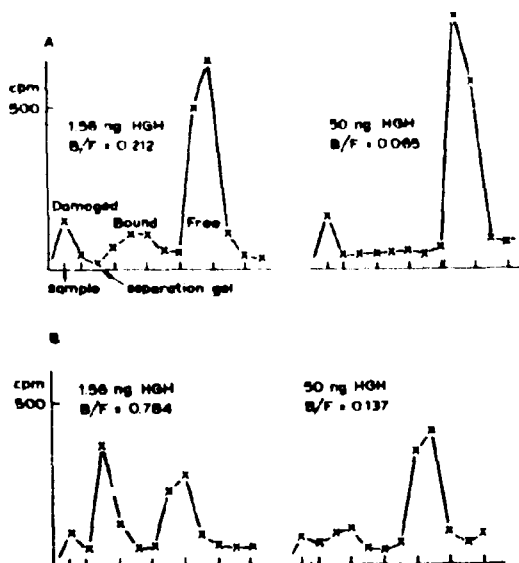 A
cpm
500
1.56 ng HGH
B/F = 0.212
50 ng HGH
B/F = 0.065
Damaged
Bound
Free
sample
separation gel
B
cpm
500
1.56 ng HGH
B/F = 0.784
50 ng HGH
B/F = 0.137